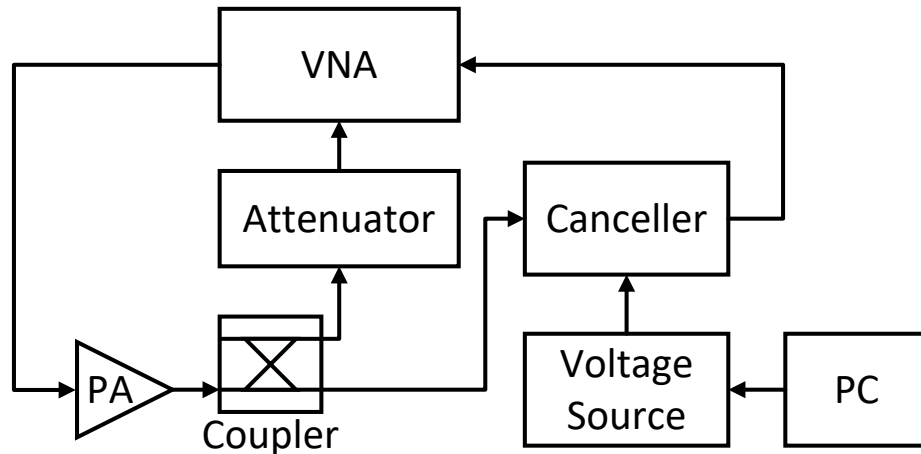 VNA
Attenuator
Canceller
PA
Coupler
Voltage
Source
PC